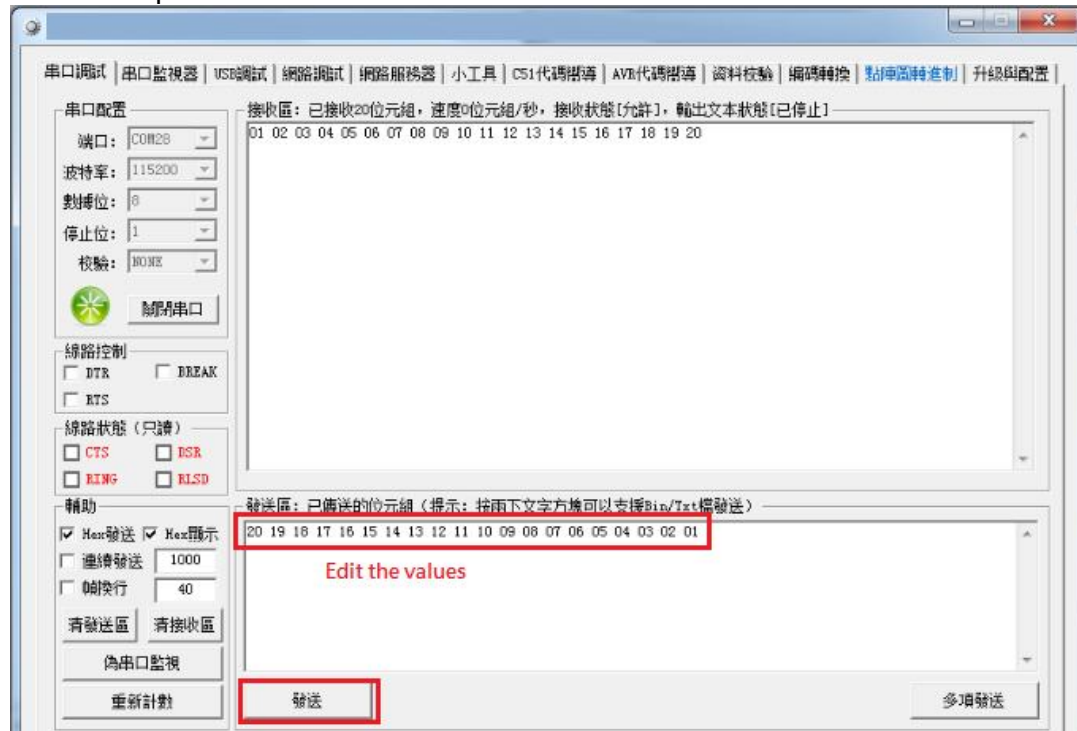 串口調試 串口監視器 USB調試 網路調試 網路服務器 小工具 C51代碼嚮導 AVR代碼嚮導 資料校驗 編碼轉換 點陣圖轉進制 升級與配置
串口配置
端口: COM28
波特率: 115200
數據位: 8
停止位: 1
校驗: NONE
關閉串口
線路控制
DTR BREAK
RTS
線路狀態(只讀)
CTS DSR
RING RLSD
輔助
Hex發送 Hex顯示
連續發送 1000
幀換行 40
清發送區 清接收區
偽串口監視
重新計數
接收區: 已接收20位元組, 速度0位元組/秒, 接收狀態[允許], 輸出文本狀態[已停止]
01 02 03 04 05 06 07 08 09 10 11 12 13 14 15 16 17 18 19 20
發送區: 已傳送的位元組(提示: 按兩下文字方塊可以支援Bin/Txt檔發送)
20 19 18 17 16 15 14 13 12 11 10 09 08 07 06 05 04 03 02 01
Edit the values
發送
多項發送